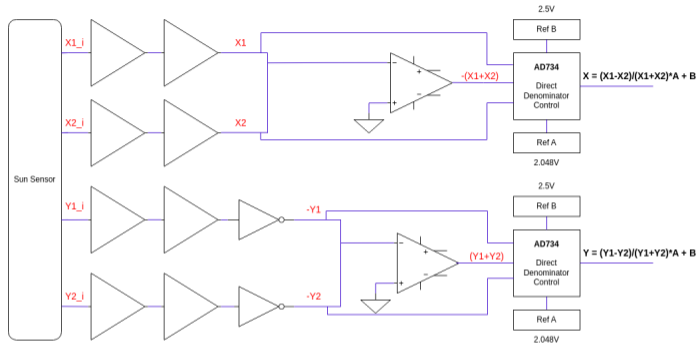 2.5V
Ref B
X1_i
X1
AD734
-(X1+X2)
Direct
Denominator
Control
X = (X1-X2)/(X1+X2)*A + B
X2_i
X2
Ref A
2.048V
Sun Sensor
2.5V
Ref B
Y1_i
-Y1
AD734
(Y1+Y2)
Direct
Denominator
Control
Y = (Y1-Y2)/(Y1+Y2)*A + B
Y2_i
-Y2
Ref A
2.048V